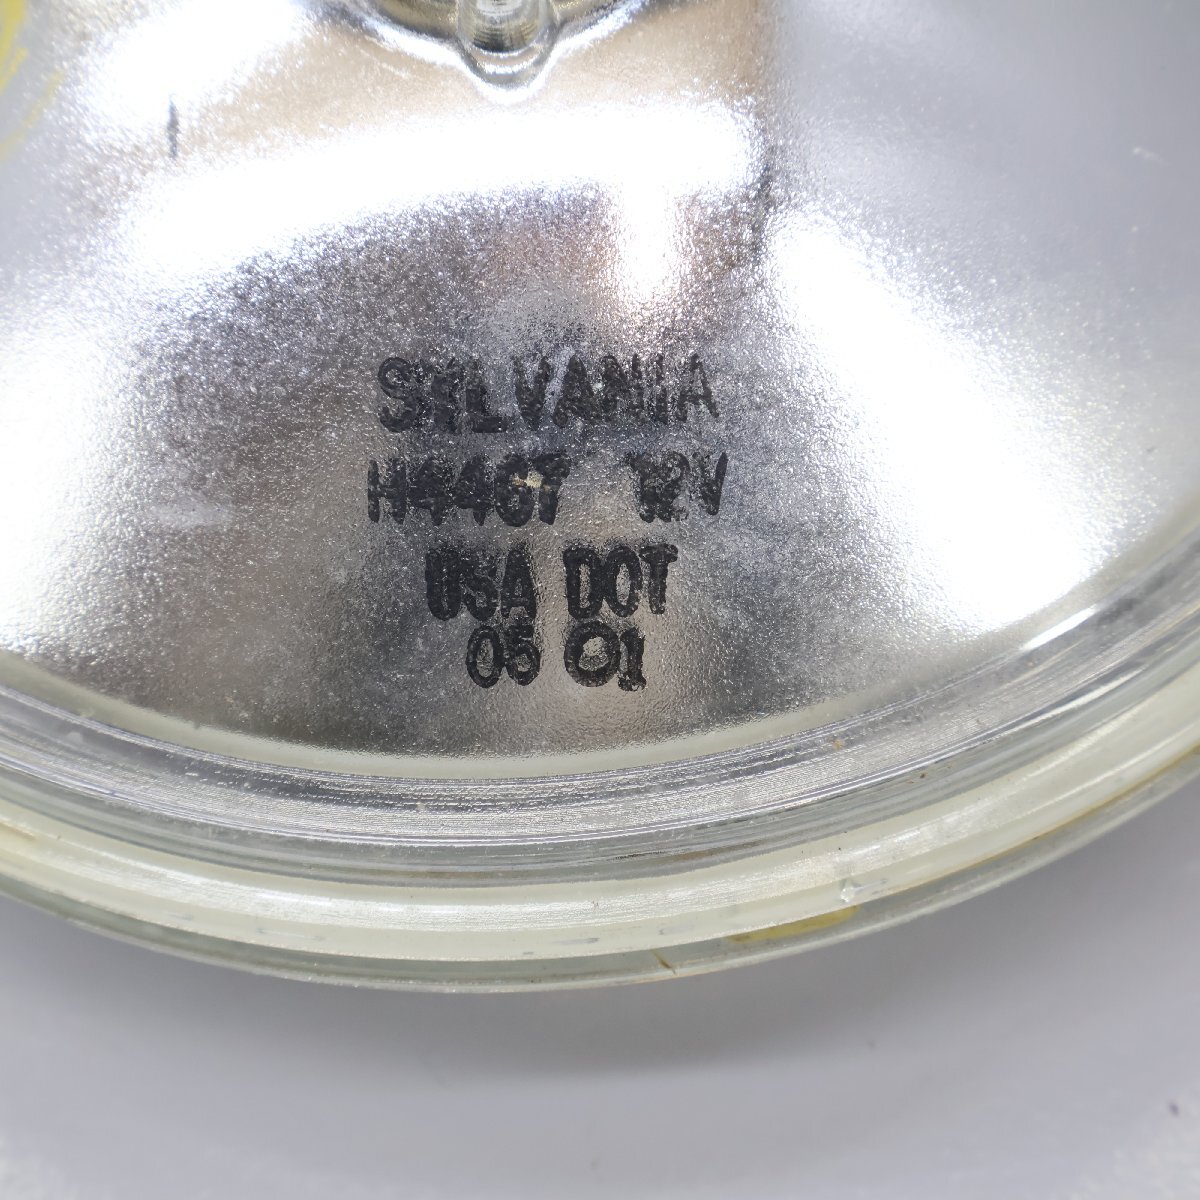 SYLVANIA
H4467 12V
USA DOT
05 01